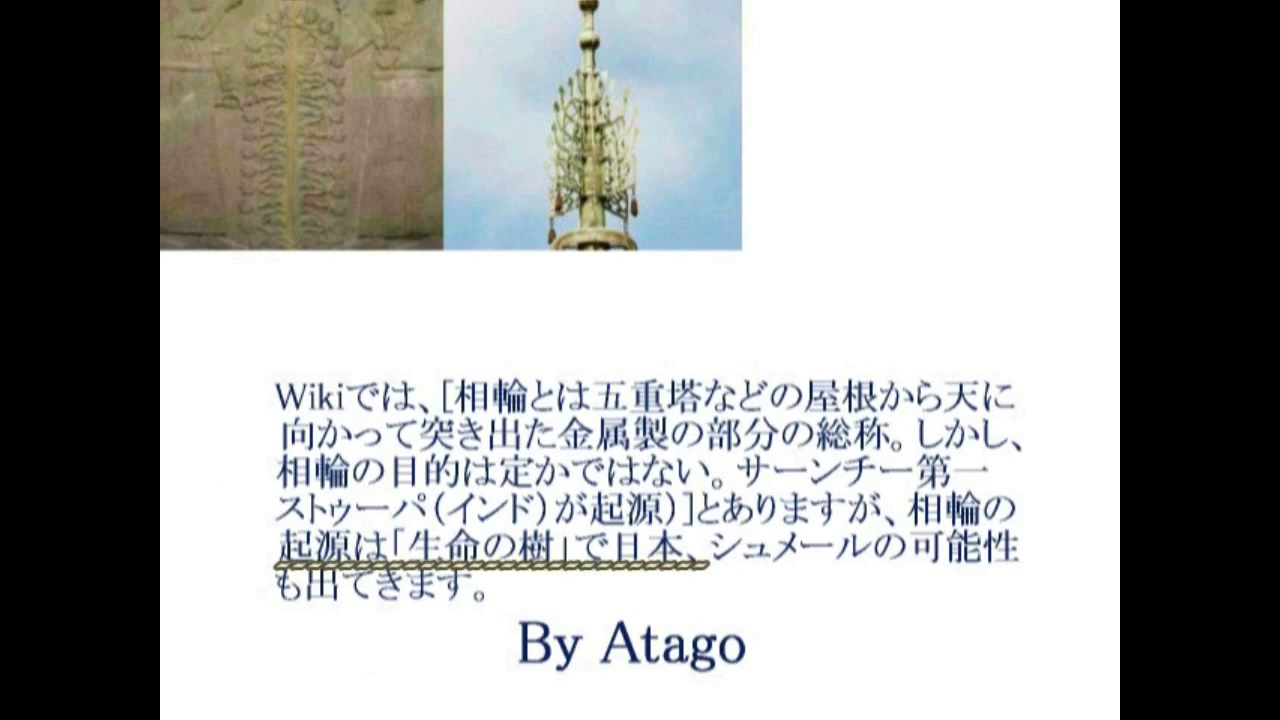 Wikiでは、[相輪とは五重塔などの屋根から天に
向かって突き出た金属製の部分の総称。しかし、
相輪の目的は定かではない。サーンチー第一
ストゥーパ（インド）が起源）]とありますが、相輪の
起源は「生命の樹」で日本、シュメールの可能性
も出てきます。
By Atago